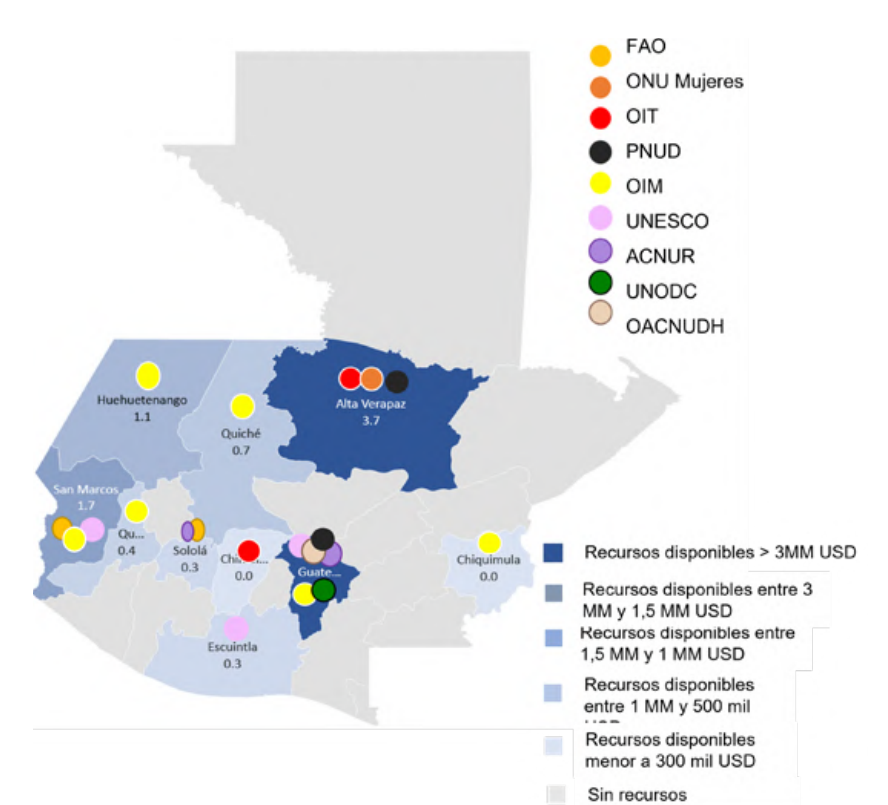 FAO
ONU Mujeres
OIT
PNUD
OIM
UNESCO
ACNUR
UNODC
OACNUDH
Huehuetenango
1.1
Quiché
0.7
Alta Verapaz
3.7
San Marcos
1.7
Qu...
0.4
Sololá
0.3
0.0
Guate...
Chiquimula
0.0
Escuintla
0.3
Recursos disponibles > 3MM USD
Recursos disponibles entre 3
MM y 1,5 MM USD
Recursos disponibles entre
1,5 MM y 1 MM USD
Recursos disponibles
entre 1 MM y 500 mil
Recursos disponibles
menor a 300 mil USD
Sin recursos